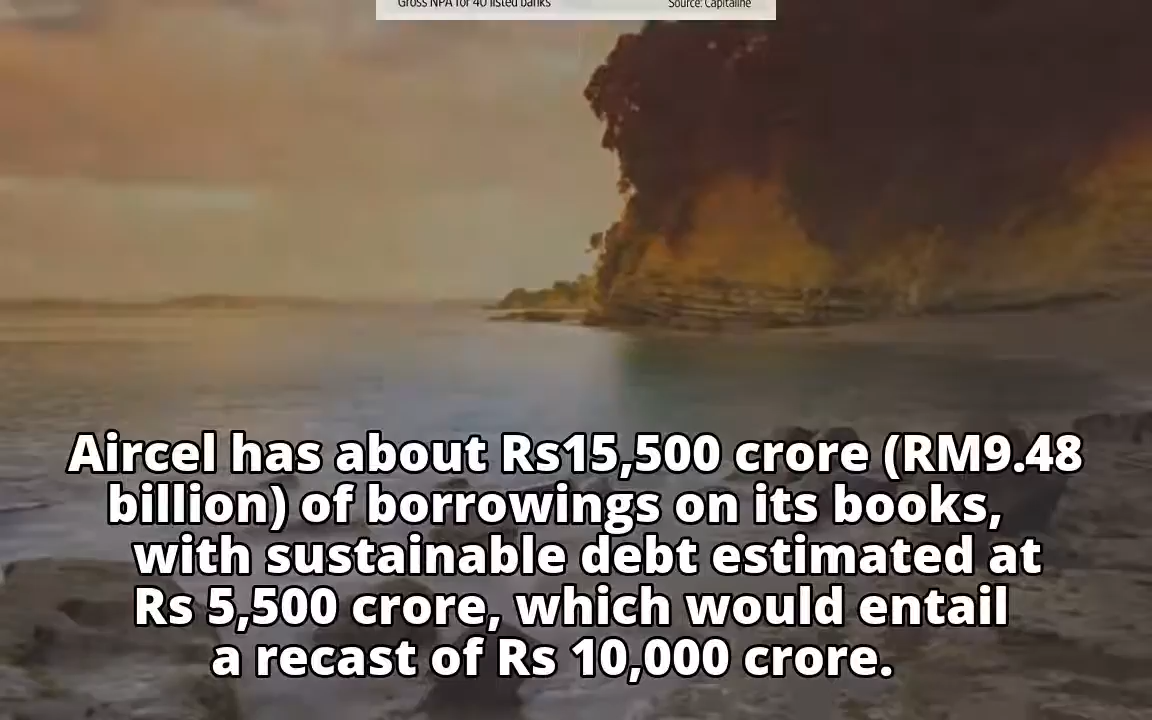 Gross NPA for 40 listed banks Source: Capitaline
Aircel has about Rs15,500 crore (RM9.48
billion) of borrowings on its books,
with sustainable debt estimated at
Rs 5,500 crore, which would entail
a recast of Rs 10,000 crore.